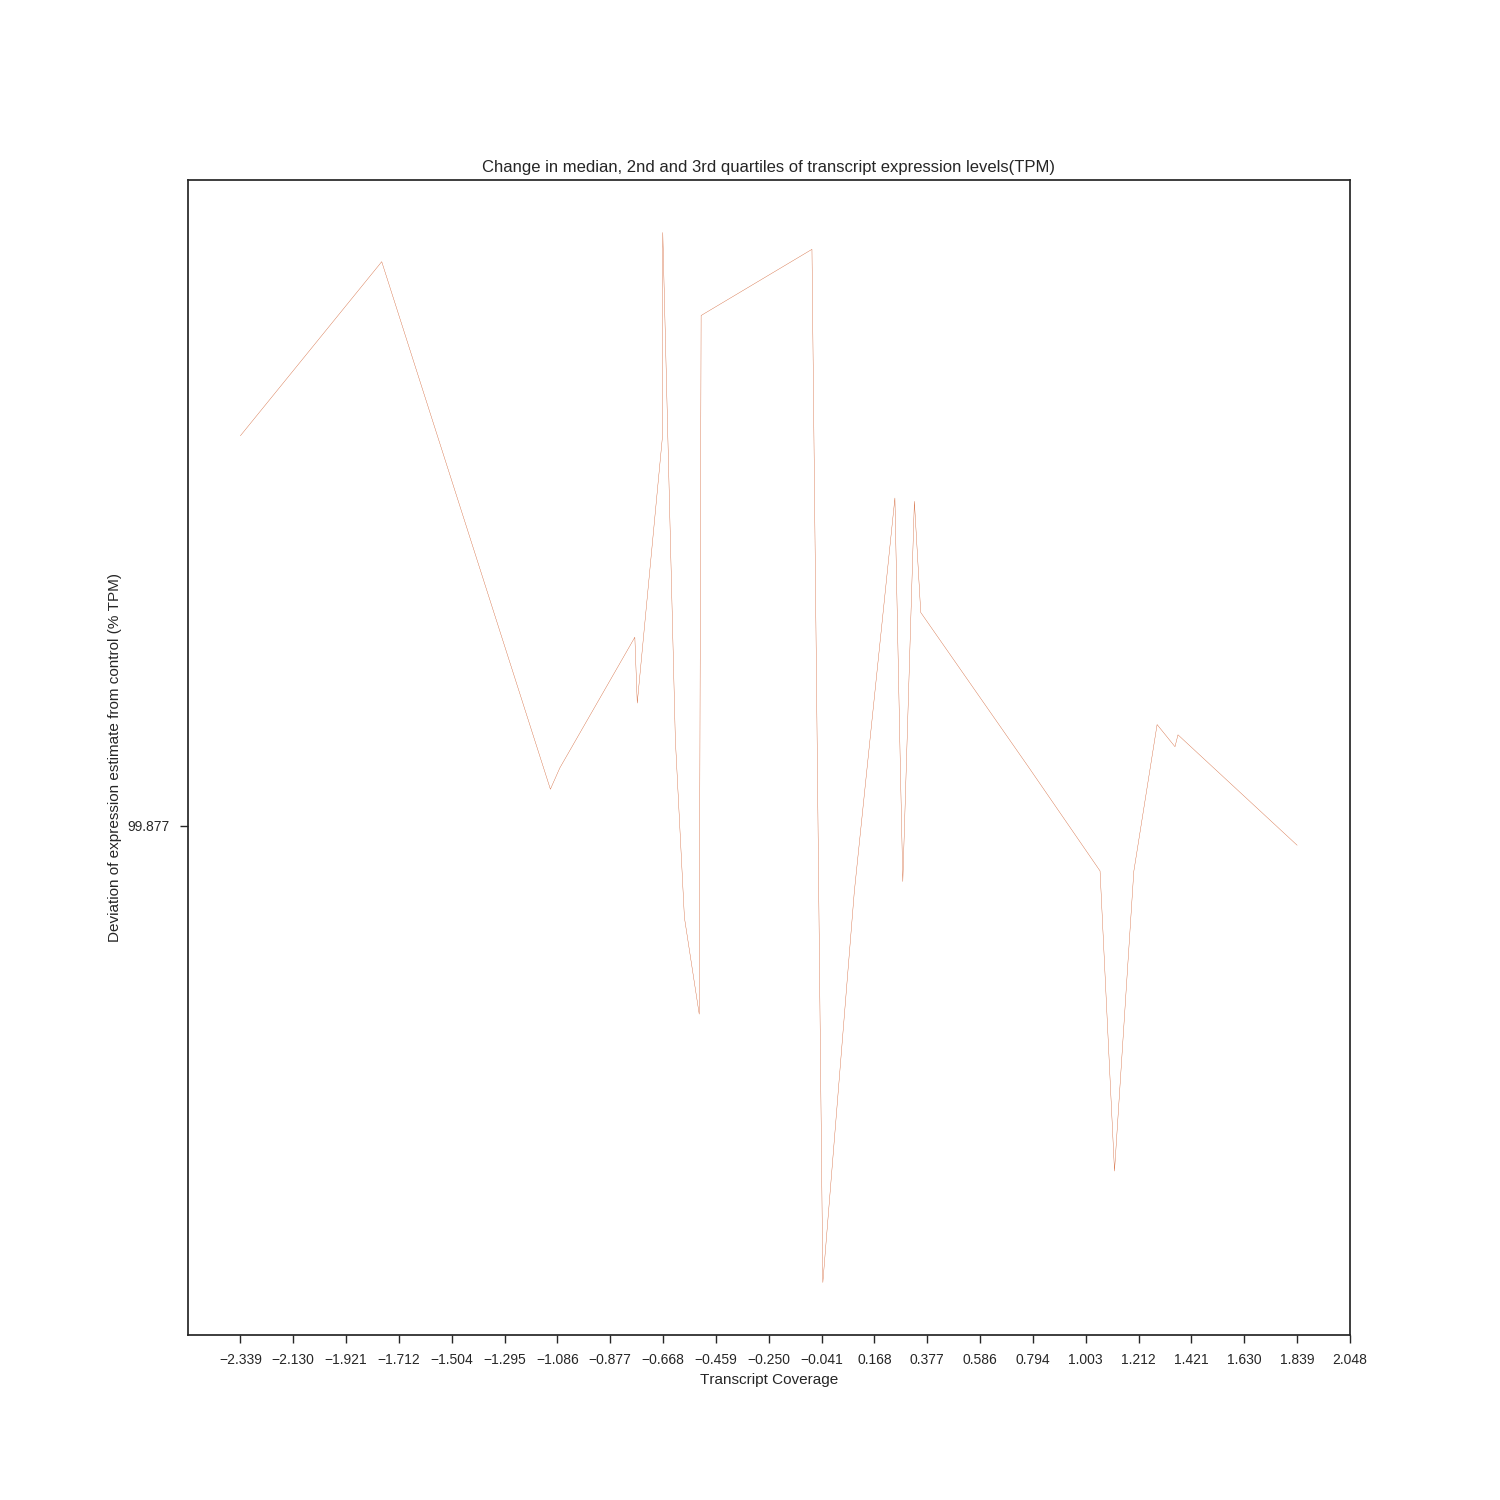 Change in median, 2nd and 3rd quartiles of transcript expression levels(TPM)
Deviation of expression estimate from control (% TPM)
99.877
−2.339 −2.130 −1.921 −1.712 −1.504 −1.295 −1.086 −0.877 −0.668 −0.459 −0.250 −0.041 0.168 0.377 0.586 0.794 1.003 1.212 1.421 1.630 1.839 2.048
Transcript Coverage